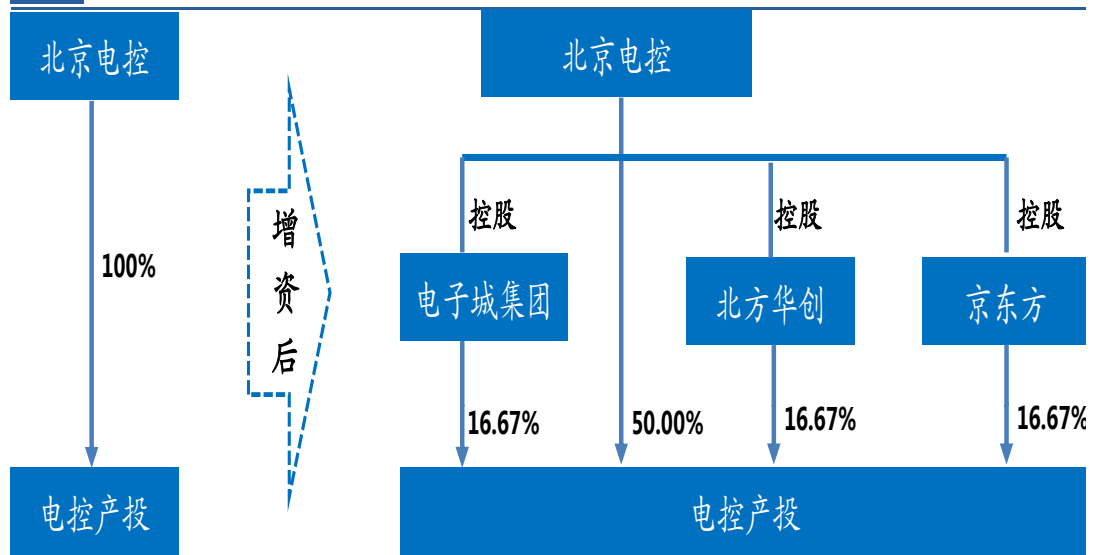 北京电控
100%
电控产投
增
资
后
北京电控
控股
控股
控股
电子城集团
北方华创
京东方
16.67%
50.00%
16.67%
16.67%
电控产投